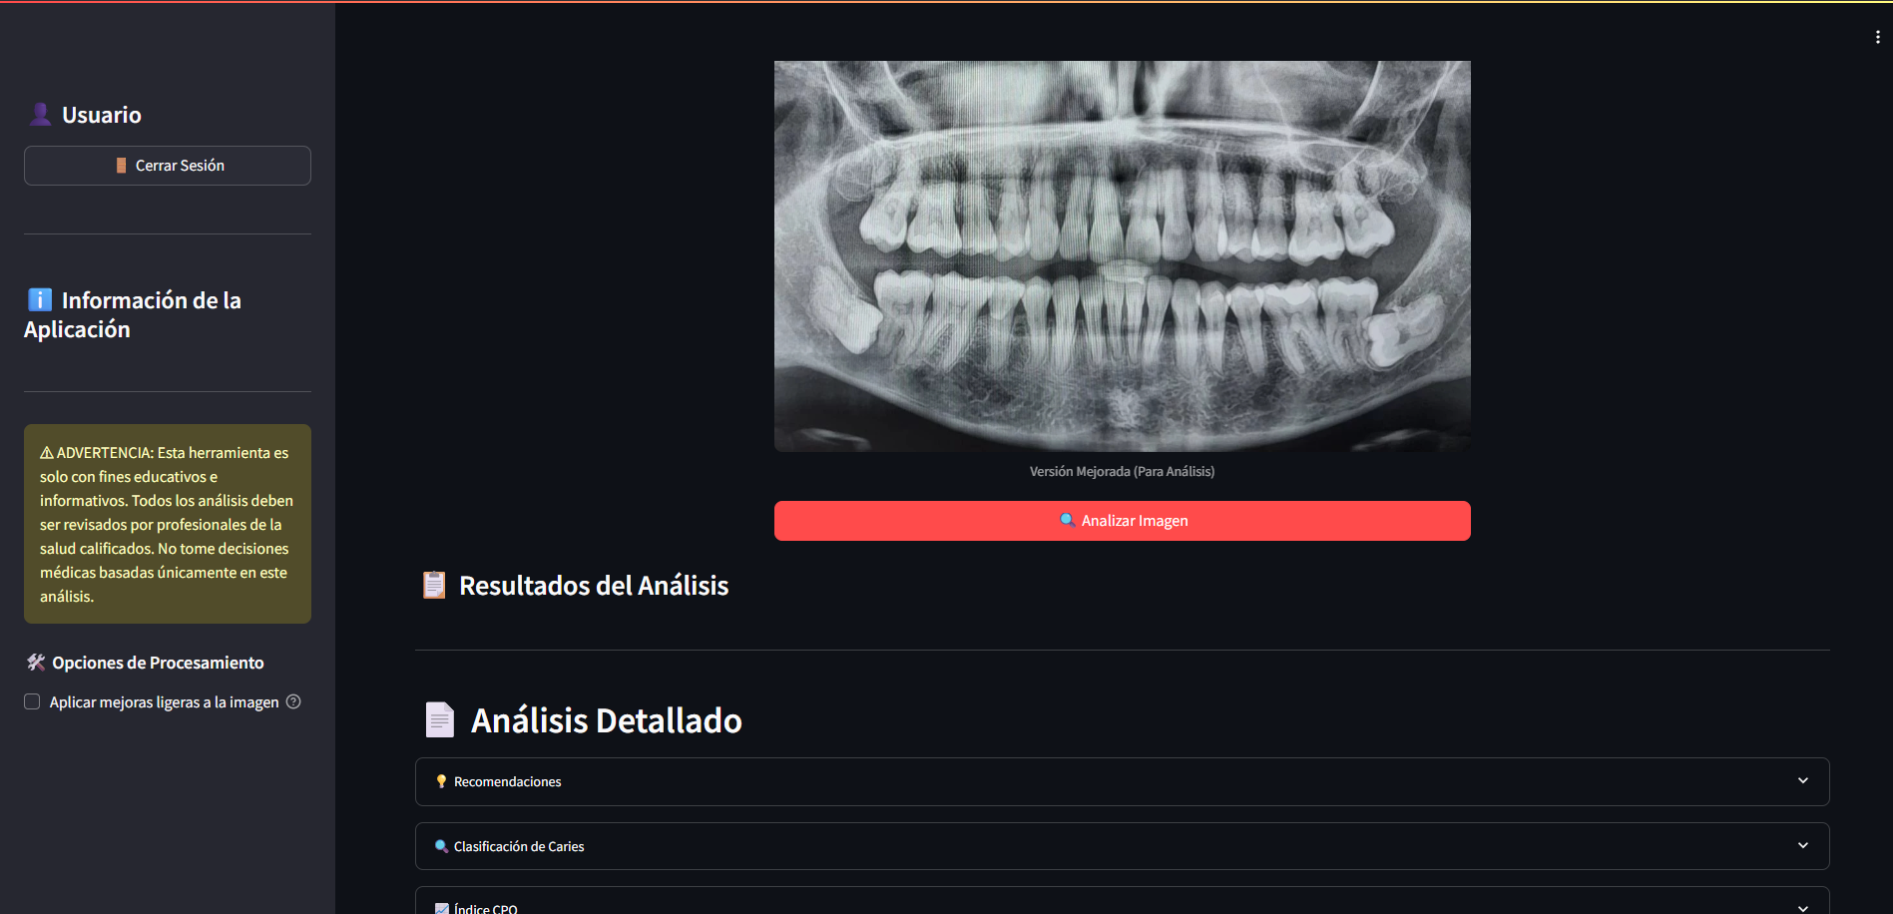 Usuario
Cerrar Sesión
Información de la
Aplicación
ADVERTENCIA: Esta herramienta es
solo con fines educativos e
informativos. Todos los análisis deben
ser revisados por profesionales de la
salud calificados. No tome decisiones
médicas basadas únicamente en este
análisis.
Opciones de Procesamiento
Aplicar mejoras ligeras a la imagen
Versión Mejorada (Para Análisis)
Analizar Imagen
Resultados del Análisis
Análisis Detallado
Recomendaciones
Clasificación de Caries
Índice CPO